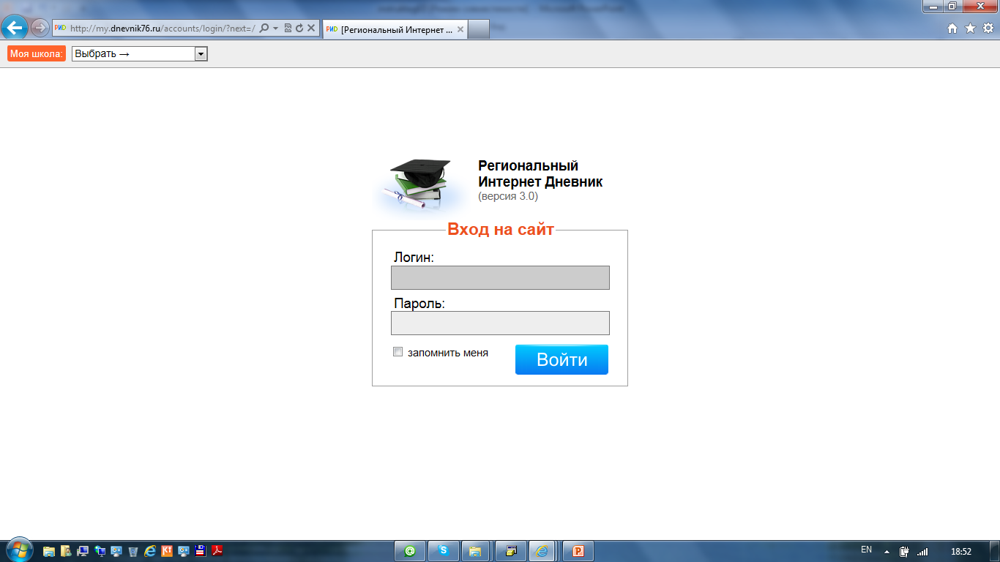 http://my.dnevnik76.ru/accounts/login/?next=/
РИD [Региональный Интернет ...
Моя школа:
Выбрать →
Региональный
Интернет Дневник
(версия 3.0)
Вход на сайт
Логин:
Пароль:
запомнить меня
Войти
EN
18:52